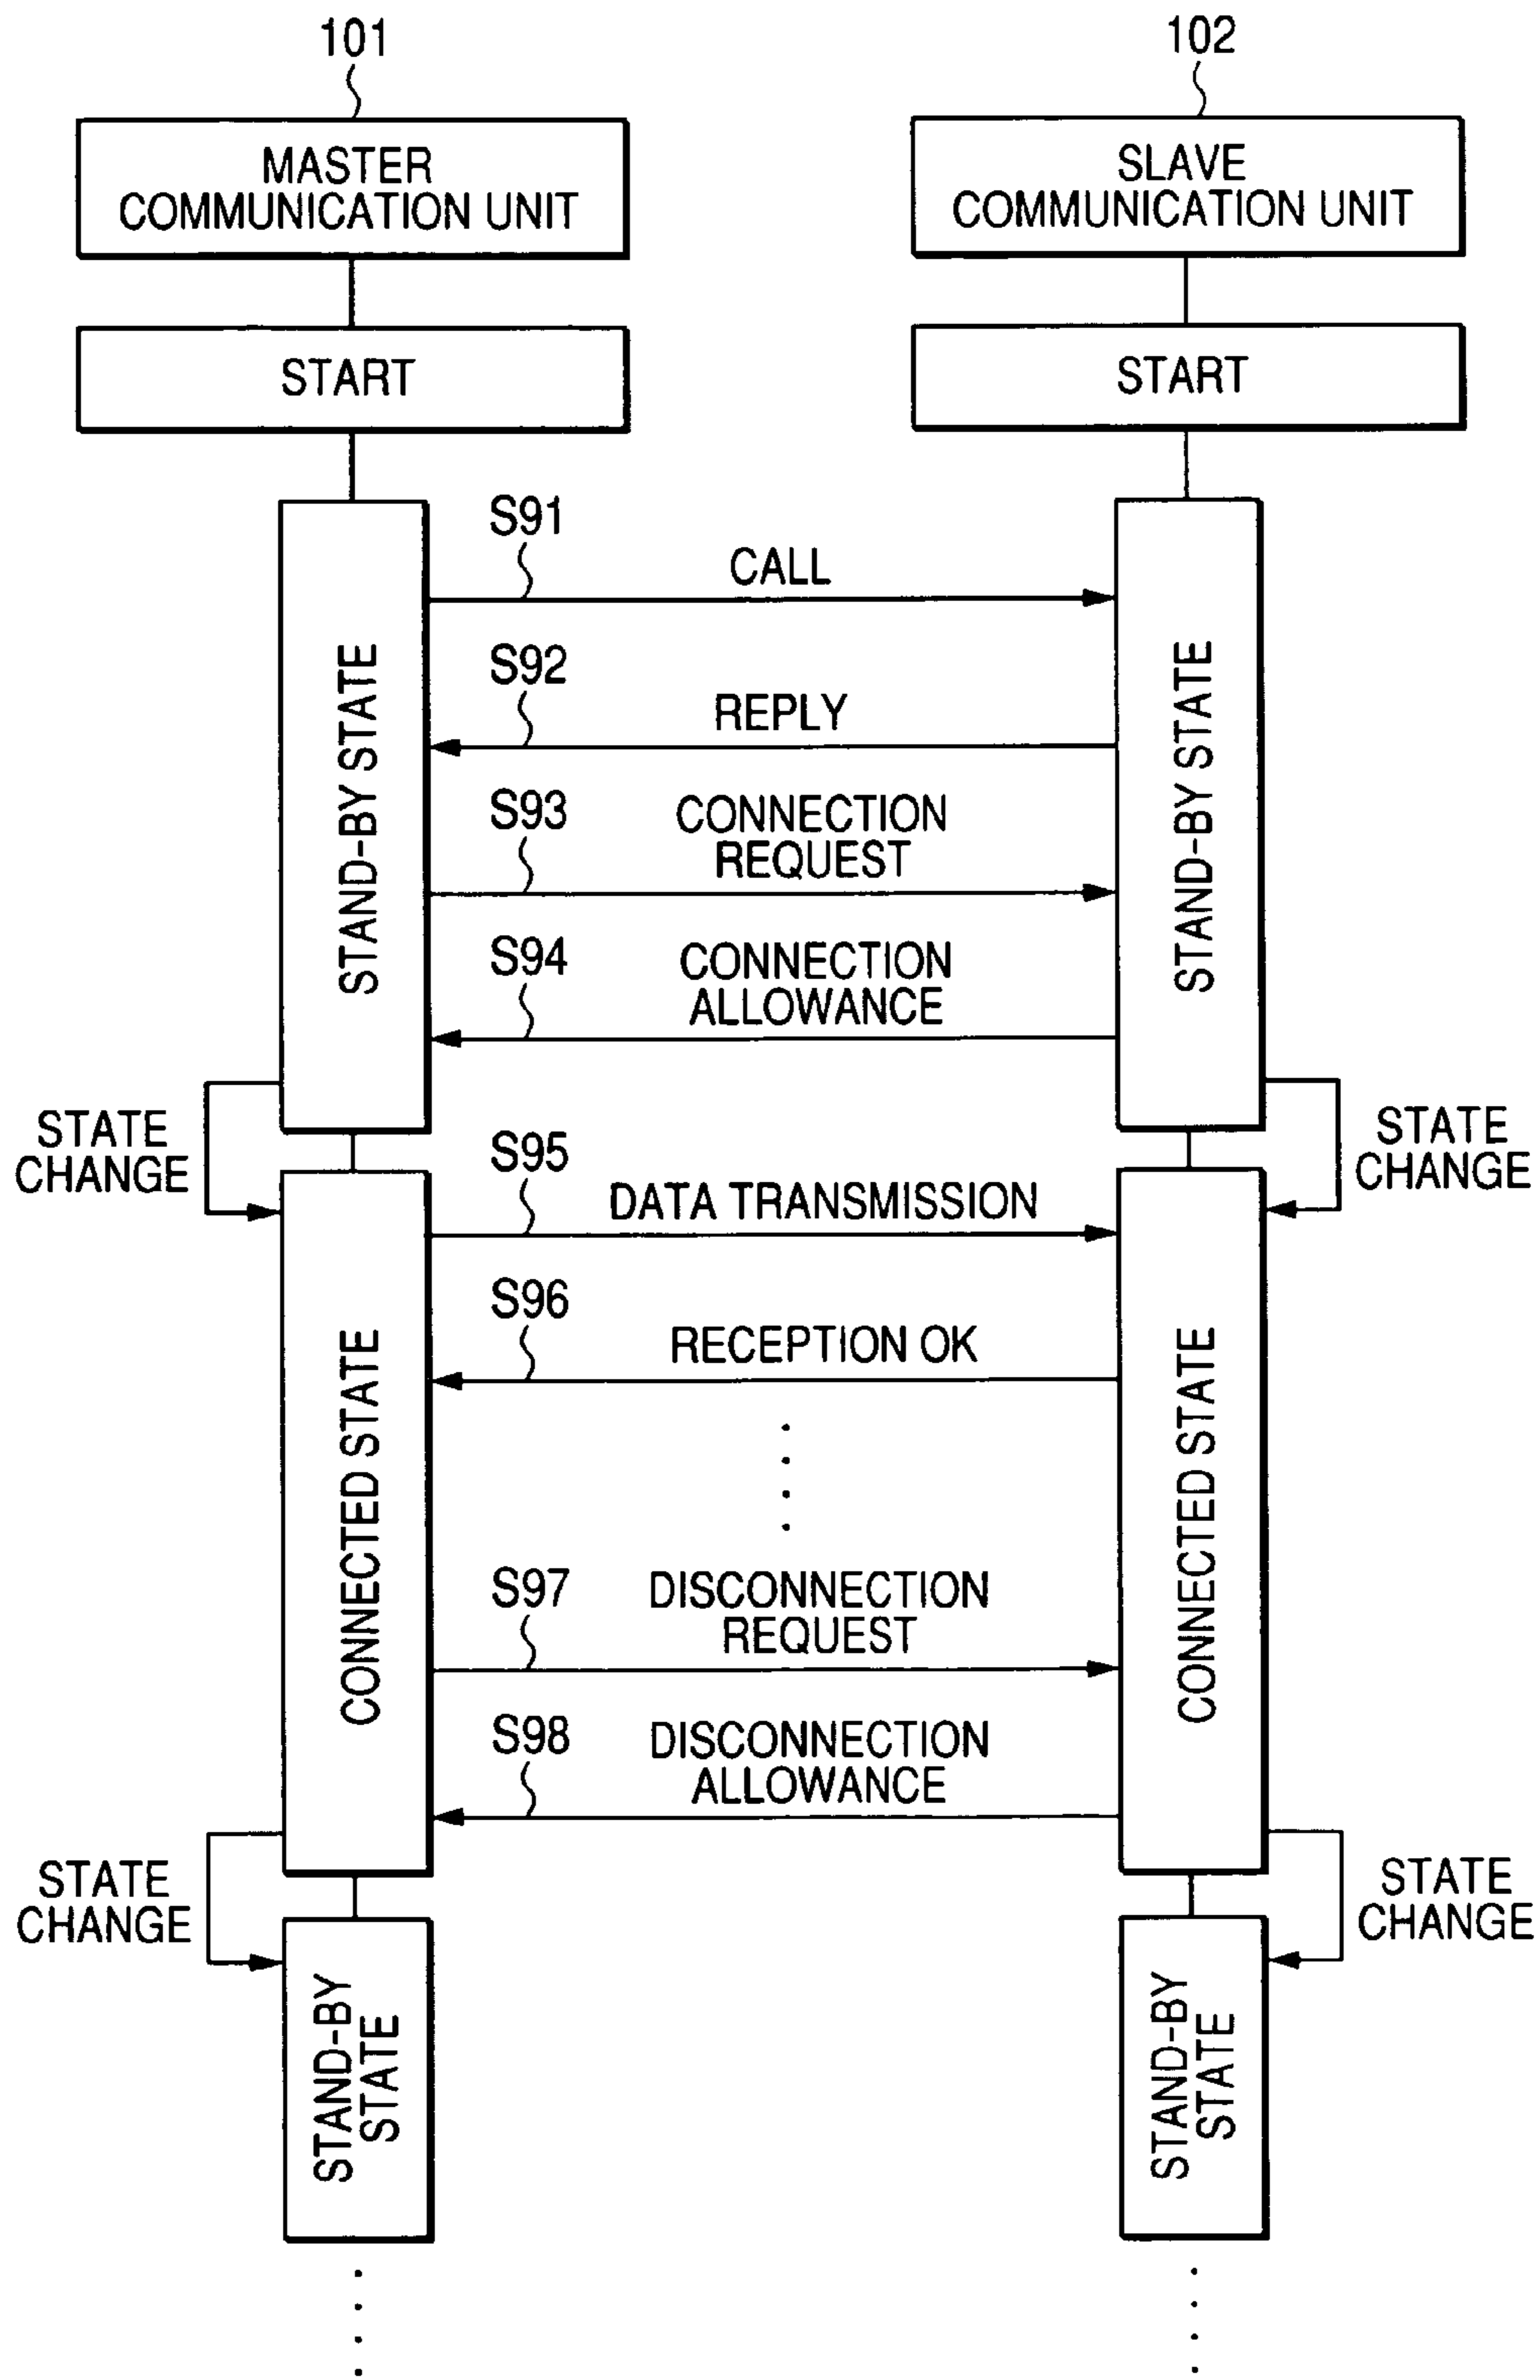 101
102
MASTER
COMMUNICATION UNIT
SLAVE
COMMUNICATION UNIT
START
START
STAND-BY STATE
STAND-BY STATE
S91
CALL
S92
REPLY
S93
CONNECTION
REQUEST
S94
CONNECTION
ALLOWANCE
STATE
CHANGE
STATE
CHANGE
CONNECTED STATE
CONNECTED STATE
S95
DATA TRANSMISSION
S96
RECEPTION OK
S97
DISCONNECTION
REQUEST
S98
DISCONNECTION
ALLOWANCE
STATE
CHANGE
STATE
CHANGE
STAND-BY
STATE
STAND-BY
STATE